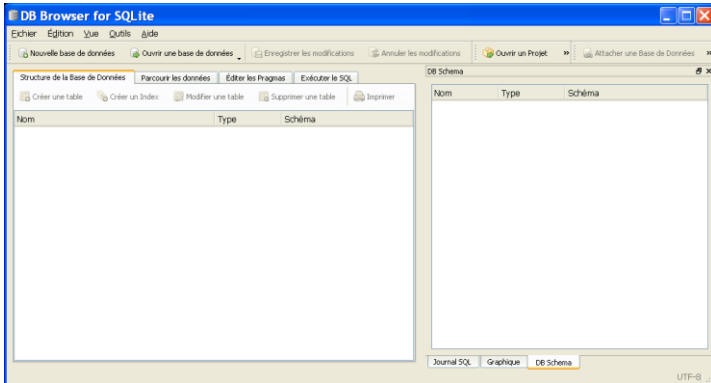 DB Browser for SQLite
Fichier Édition Vue Outils Aide
Nouvelle base de données Ouvrir une base de données Enregistrer les modifications Annuler les modifications Ouvrir un Projet » Attacher une Base de Données »
Structure de la Base de Données Parcourir les données Éditer les Pragmas Exécuter le SQL
DB Schema
Créer une table Créer un Index Modifier une table Supprimer une table Imprimer
Nom Type Schéma
Nom Type Schéma
Journal SQL Graphique DB Schema
UTF-8